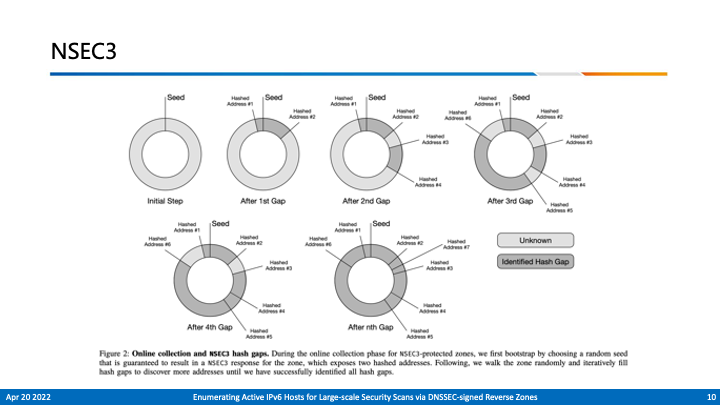 NSEC3
Seed
Hashed
Address #1
Hashed
Address #2
Seed
Hashed
Address #1
Hashed
Address #2
Seed
Hashed
Address #3
Hashed
Address #4
Hashed
Address #1
Hashed
Address #6
Seed
Hashed
Address #2
Hashed
Address #3
Hashed
Address #4
Hashed
Address #5
Initial Step
After 1st Gap
After 2nd Gap
After 3rd Gap
Hashed
Address #1
Hashed
Address #6
Seed
Hashed
Address #2
Hashed
Address #3
Hashed
Address #4
Hashed
Address #5
After 4th Gap
Hashed
Address #1
Hashed
Address #6
Seed
Hashed
Address #2
Hashed
Address #7
Hashed
Address #3
Hashed
Address #4
Hashed
Address #5
After nth Gap
Unknown
Identified Hash Gap
Figure 2: Online collection and NSEC3 hash gaps. During the online collection phase for NSEC3-protected zones, we first bootstrap by choosing a random seed
that is guaranteed to result in a NSEC3 response for the zone, which exposes two hashed addresses. Following, we walk the zone randomly and iteratively fill
hash gaps to discover more addresses until we have successfully identified all hash gaps.
Apr 20 2022
Enumerating Active IPv6 Hosts for Large-scale Security Scans via DNSSEC-signed Reverse Zones
10